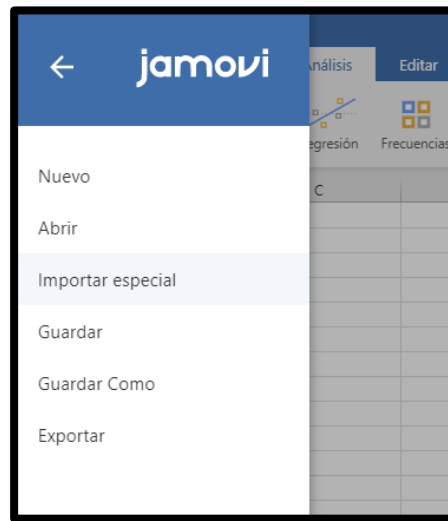 jamovi
Análisis
Editar
Regresión
Frecuencias
C
Nuevo
Abrir
Importar especial
Guardar
Guardar Como
Exportar